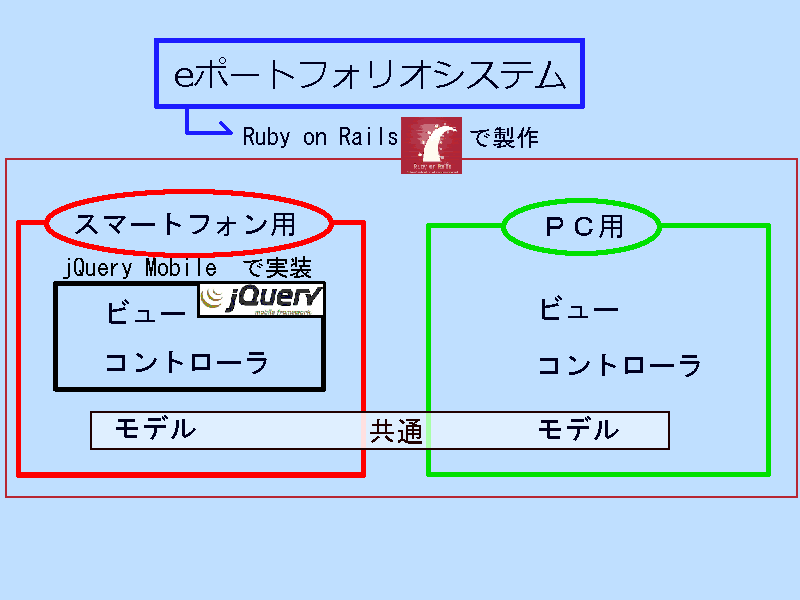 eポートフォリオシステム
Ruby on Rails
Ruby on Rails で製作
スマートフォン用
ＰＣ用
jQuery Mobile で実装
ビュー
jQuery
mobile framework
ビュー
コントローラ
コントローラ
モデル
共通
モデル